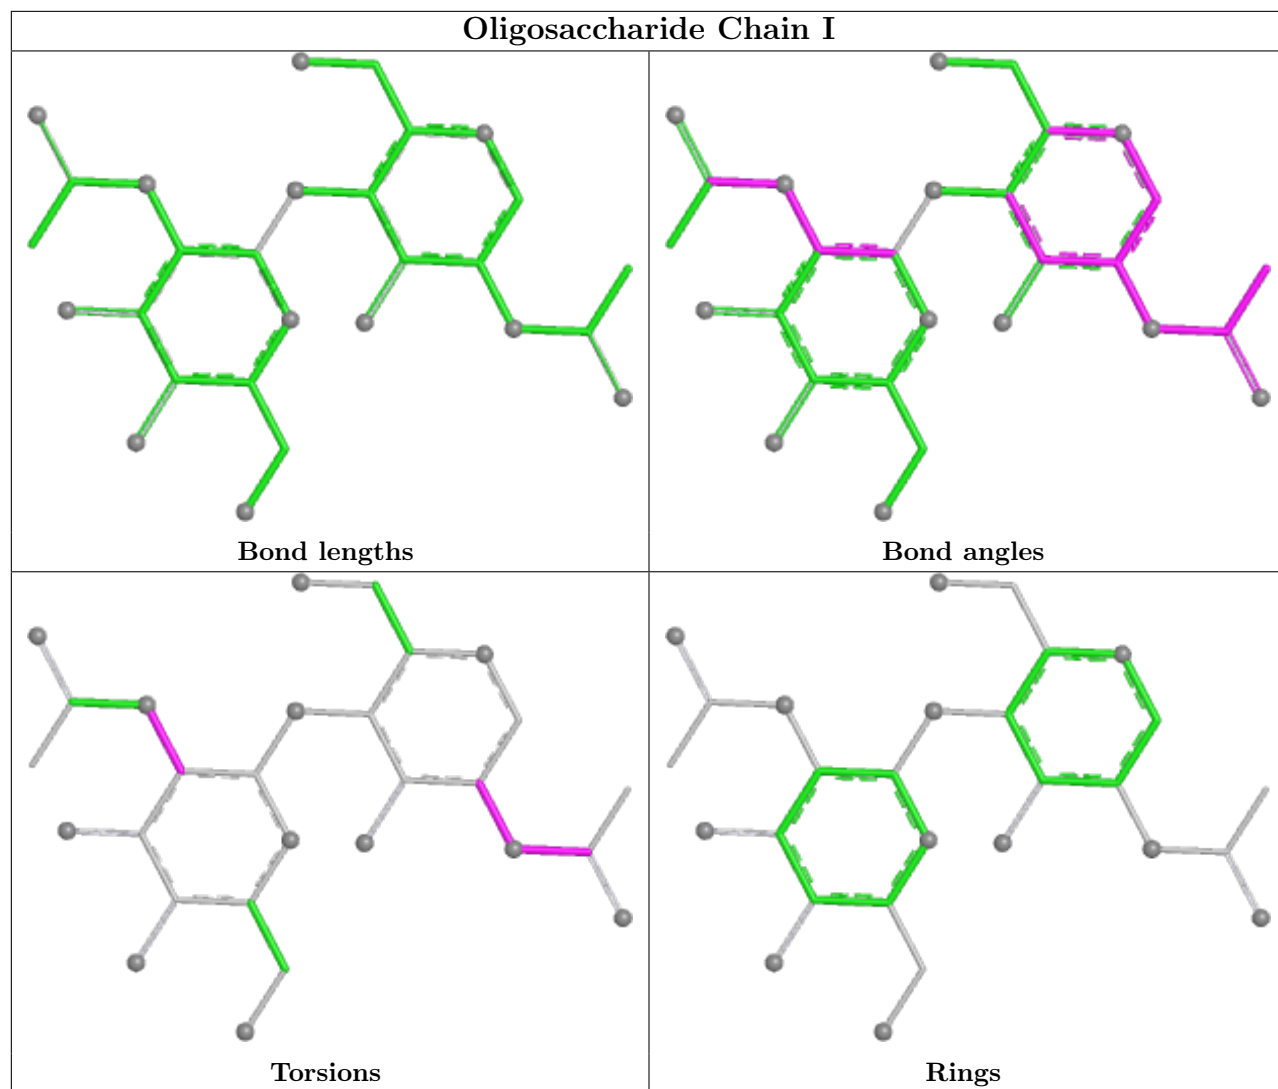 Oligosaccharide Chain I
Bond lengths
Bond angles
Torsions
Rings